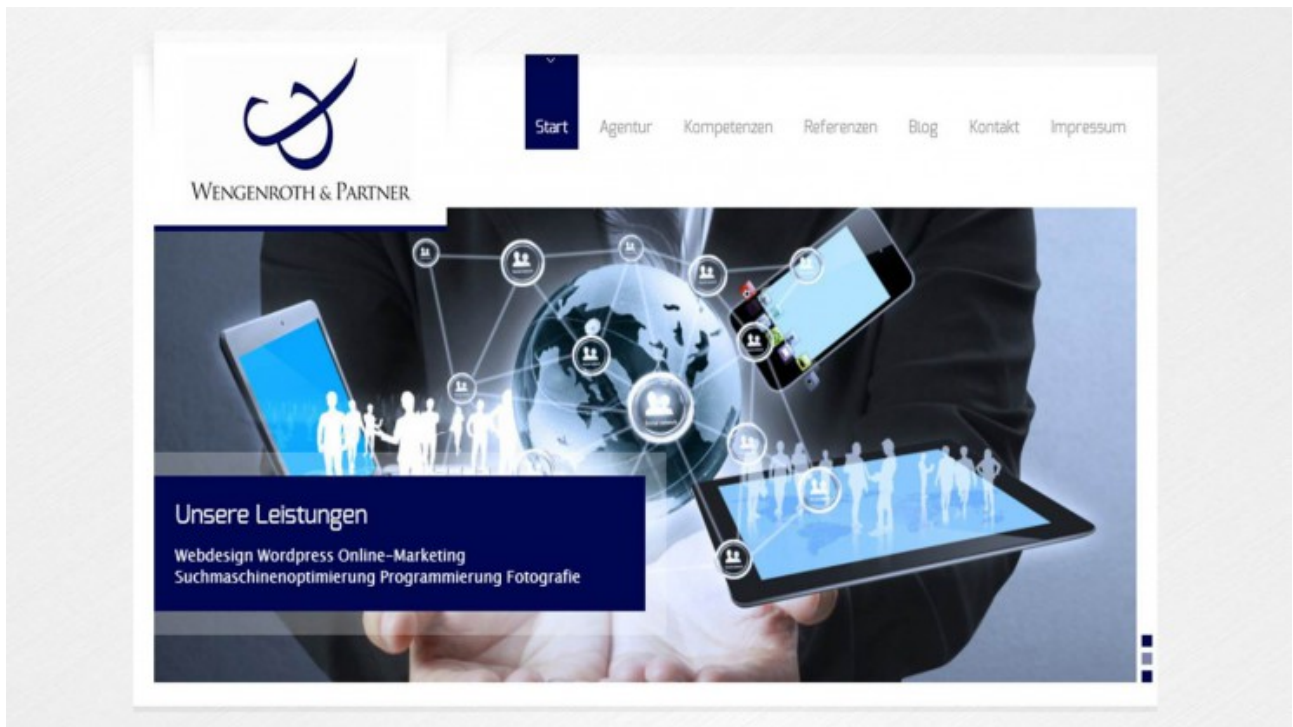 WENGENROTH & PARTNER
Start Agentur Kompetenzen Referenzen Blog Kontakt Impressum
Unsere Leistungen
Webdesign Wordpress Online-Marketing
Suchmaschinenoptimierung Programmierung Fotografie